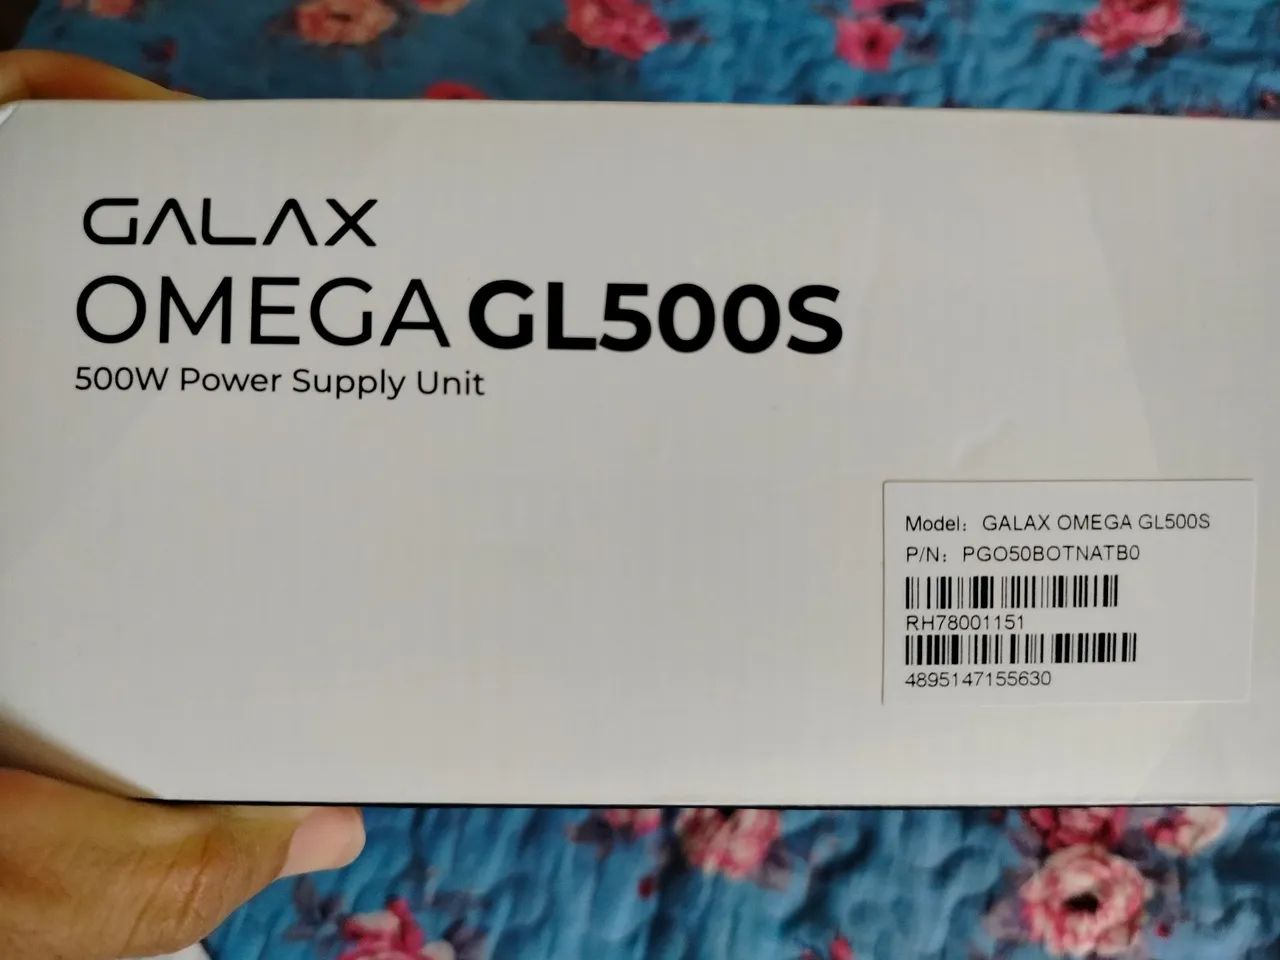 GALAX
OMEGA GL500S
500W Power Supply Unit
Model: GALAX OMEGA GL500S
P/N: PGO50BOTNATB0
RH78001151
4895147155630